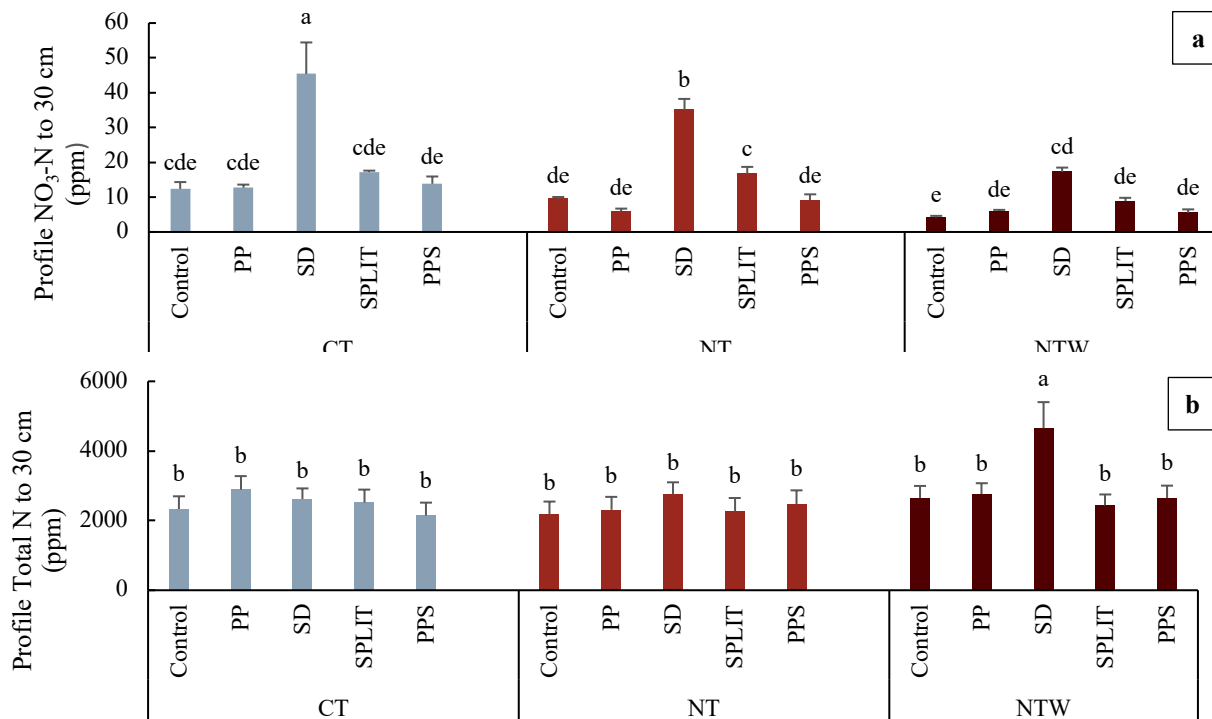 60
50
40
30
20
10
0
Profile NO₃-N to 30 cm
(ppm)
a
a
b
cde
cde
cde
de
de
de
c
de
e
de
cd
de
de
Control
PP
SD
SPLIT
PPS
Control
PP
SD
SPLIT
PPS
Control
PP
SD
SPLIT
PPS
CT
NT
NTW
6000
4000
2000
0
Profile Total N to 30 cm
(ppm)
b
a
b
b
b
b
b
b
b
b
b
b
b
b
b
b
Control
PP
SD
SPLIT
PPS
Control
PP
SD
SPLIT
PPS
Control
PP
SD
SPLIT
PPS
CT
NT
NTW